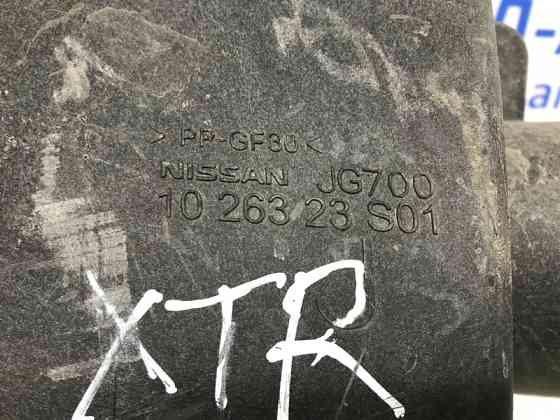 > PP-GF30 <
NISSAN JG700
10 263 23 S01
XTR